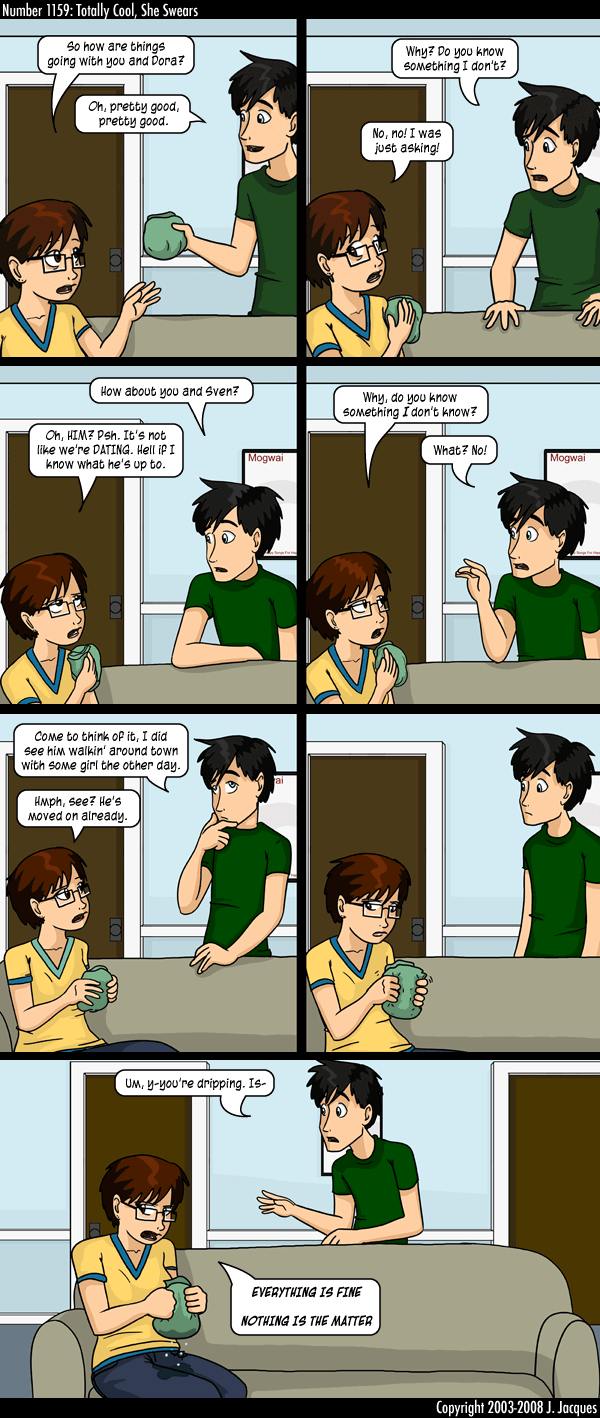 Number 1159: Totally Cool, She Swears
So how are things
going with you and Dora?
Oh, pretty good,
pretty good.
Why? Do you know
something I don't?
No, no! I was
just asking!
How about you and Sven?
Oh, HIM? Psh. It's not
like we're DATING. Hell if I
know what he's up to.
Mogwai
Why, do you know
something I don't know?
What? No!
Mogwai
Come to think of it, I did
see him walkin' around town
with some girl the other day.
Hmph, see? He's
moved on already.
wai
Um, y-you're dripping. Is-
EVERYTHING IS FINE
NOTHING IS THE MATTER
Copyright 2003-2008 J. Jacques